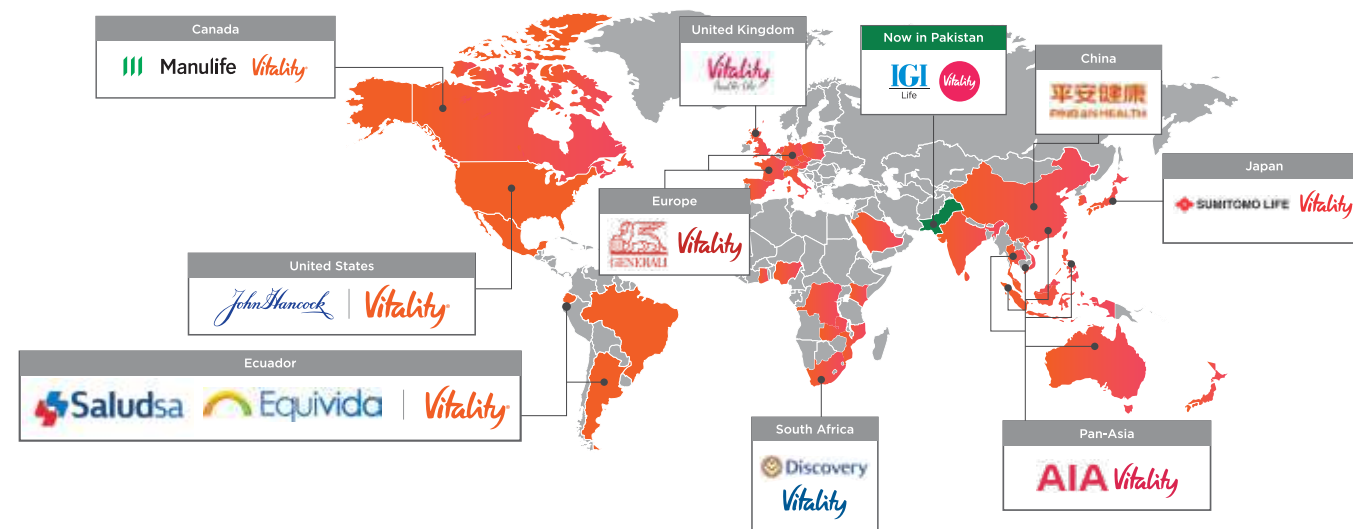 Canada
Manulife Vitality
United Kingdom
Vitality
Now in Pakistan
IGI
Life
Vitality
China
平安健康
PING AN HEALTH
Japan
SUMITOMO LIFE Vitality
Europe
GENERALI Vitality
United States
John Hancock Vitality
Ecuador
Saludsa Equivida Vitality
South Africa
Discovery
Vitality
Pan-Asia
AIA Vitality